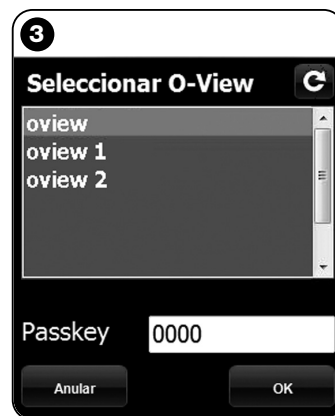 3
Seleccionar O-View
oview
oview 1
oview 2
Passkey 0000
Anular OK